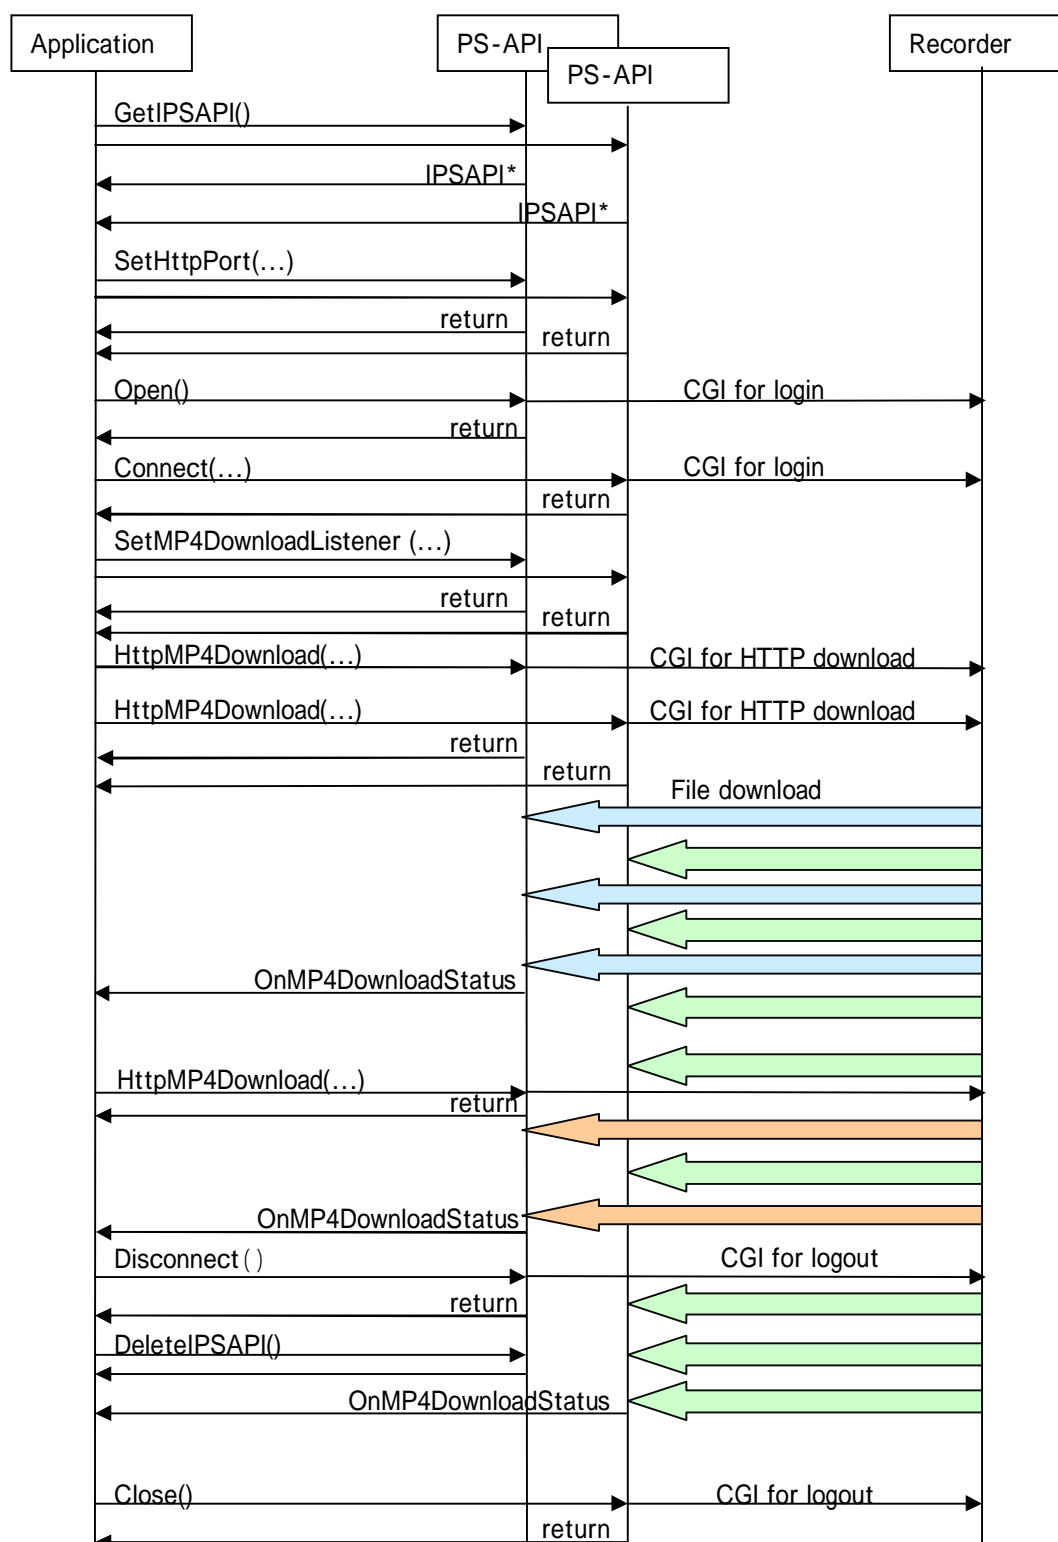 Application
PS-API
PS-API
Recorder
GetIPSAPI()
IPSAPI*
IPSAPI*
SetHttpPort(...)
return
return
Open()
CGI for login
return
Connect(...)
CGI for login
return
SetMP4DownloadListener (...)
return
return
HttpMP4Download(...)
CGI for HTTP download
HttpMP4Download(...)
CGI for HTTP download
return
return
File download
OnMP4DownloadStatus
HttpMP4Download(...)
return
OnMP4DownloadStatus
Disconnect()
CGI for logout
return
DeleteIPSAPI()
OnMP4DownloadStatus
Close()
CGI for logout
return